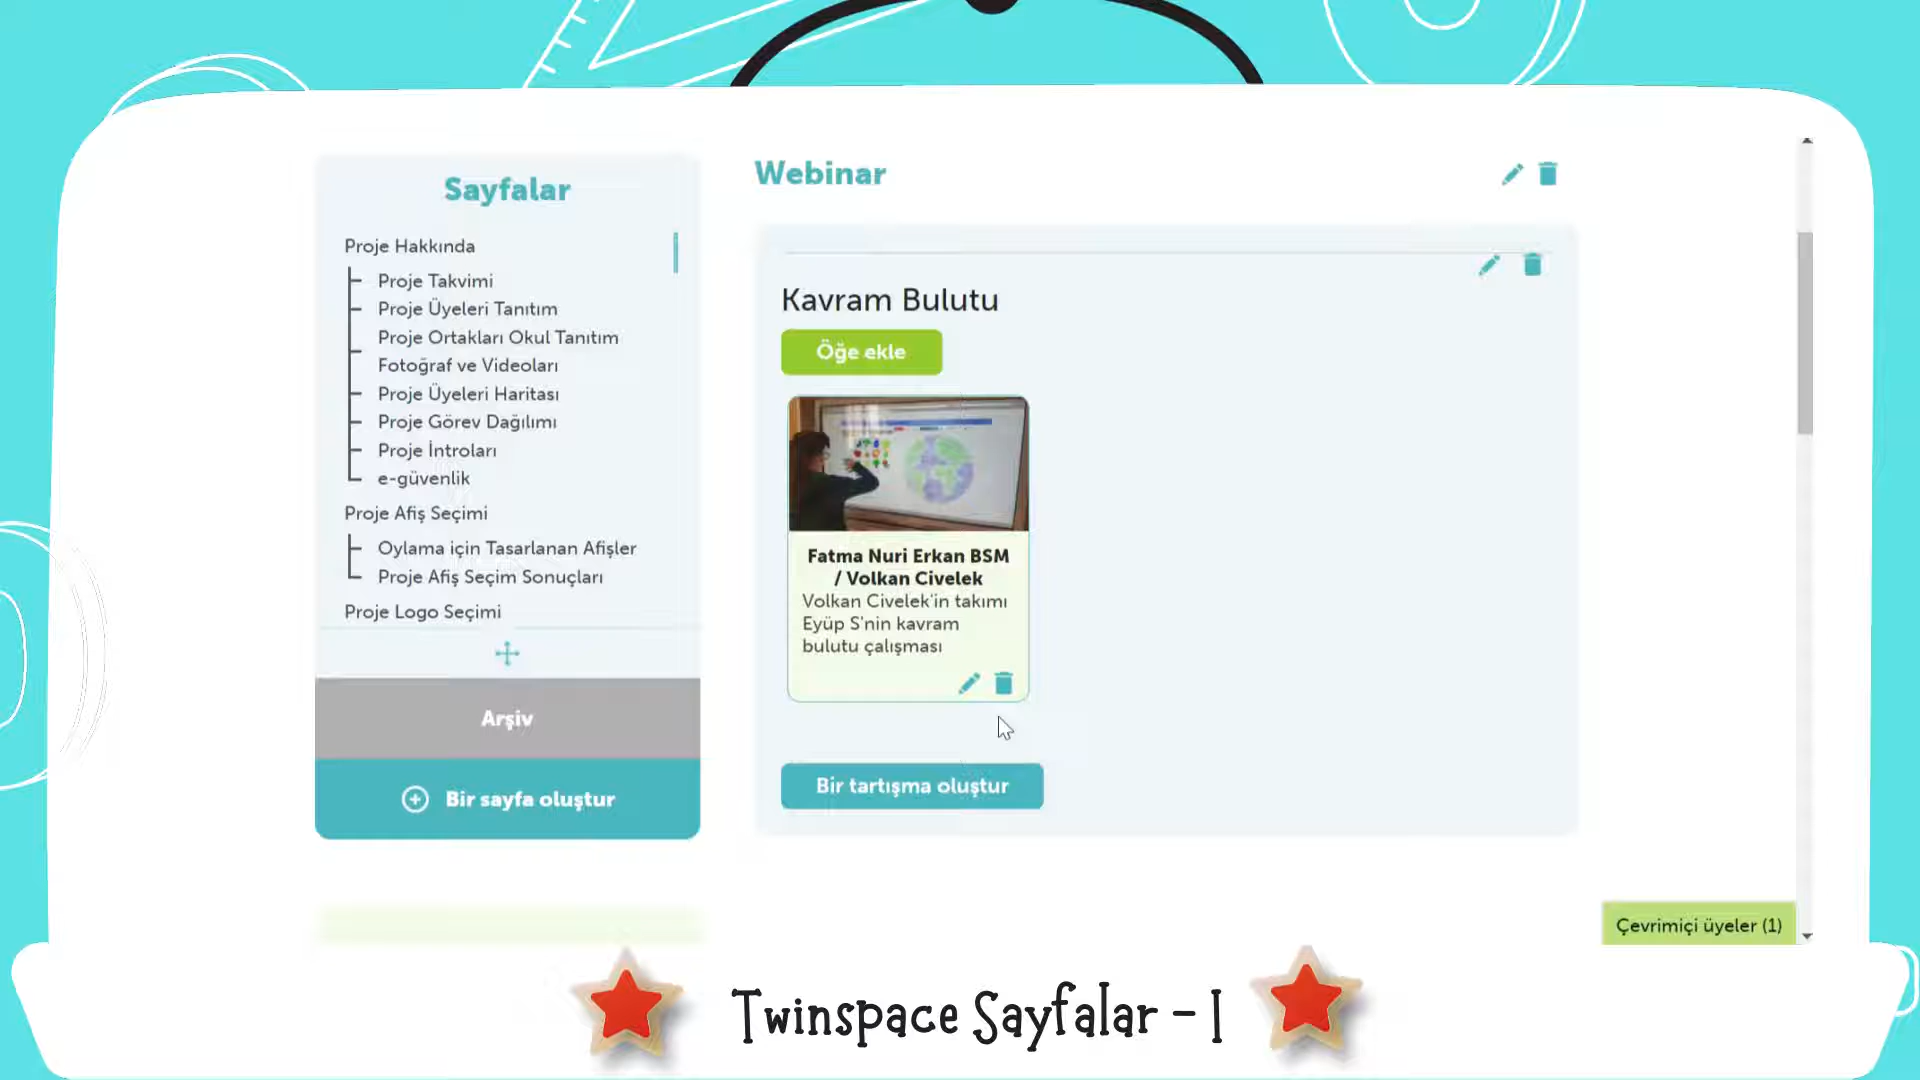 Sayfalar
Proje Hakkında
Proje Takvimi
Proje Üyeleri Tanıtım
Proje Ortakları Okul Tanıtım
Fotoğraf ve Videoları
Proje Üyeleri Haritası
Proje Görev Dağılımı
Proje İntroları
e-güvenlik
Proje Afiş Seçimi
Oylama için Tasarlanan Afişler
Proje Afiş Seçim Sonuçları
Proje Logo Seçimi
Arşiv
Bir sayfa oluştur
Webinar
Kavram Bulutu
Öğe ekle
Fatma Nuri Erkan BSM
/ Volkan Civelek
Volkan Civelek'in takımı
Eyüp S'nin kavram
bulutu çalışması
Bir tartışma oluştur
Çevrimiçi üyeler (1)
Twinspace Sayfalar - 1